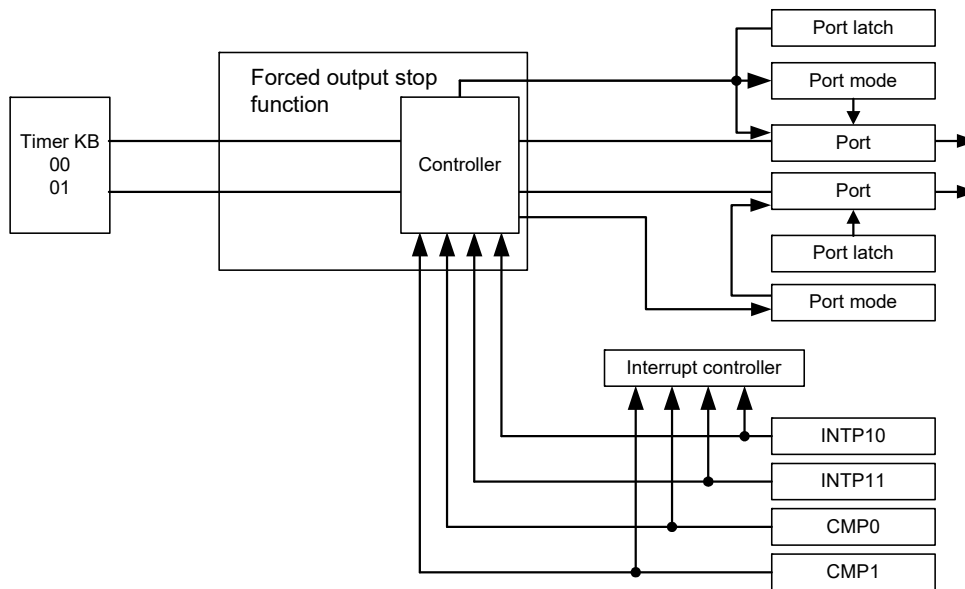 Port latch
Forced output stop
function
Port mode
Timer KB
00
01
Controller
Port
Port
Port latch
Port mode
Interrupt controller
INTP10
INTP11
CMP0
CMP1